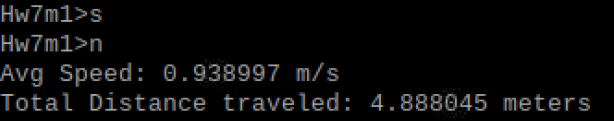 Hw7m1>s
Hw7m1>n
Avg Speed: 0.938997 m/s
Total Distance traveled: 4.888045 meters